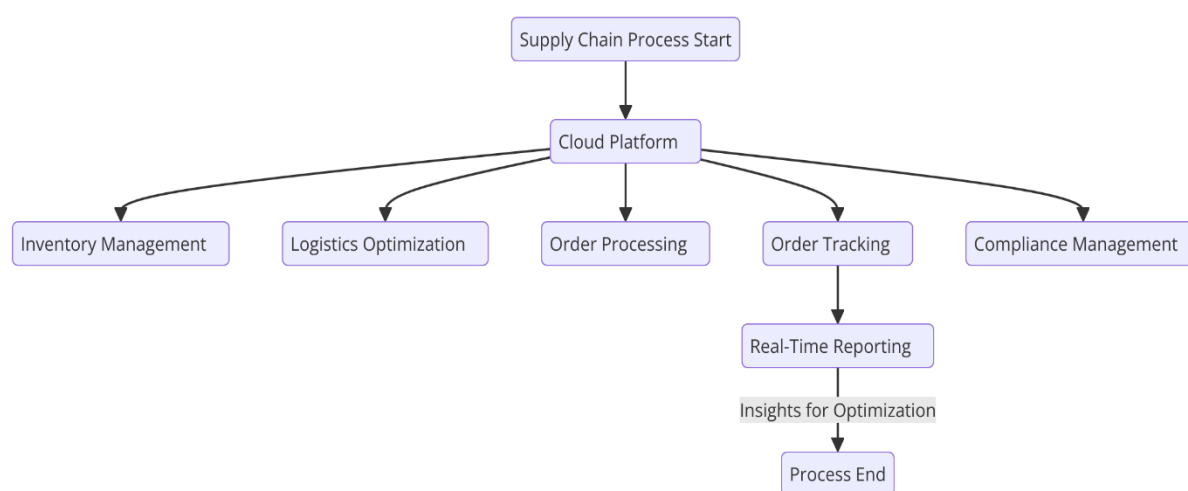 Supply Chain Process Start
Cloud Platform
Inventory Management
Logistics Optimization
Order Processing
Order Tracking
Compliance Management
Real-Time Reporting
Insights for Optimization
Process End